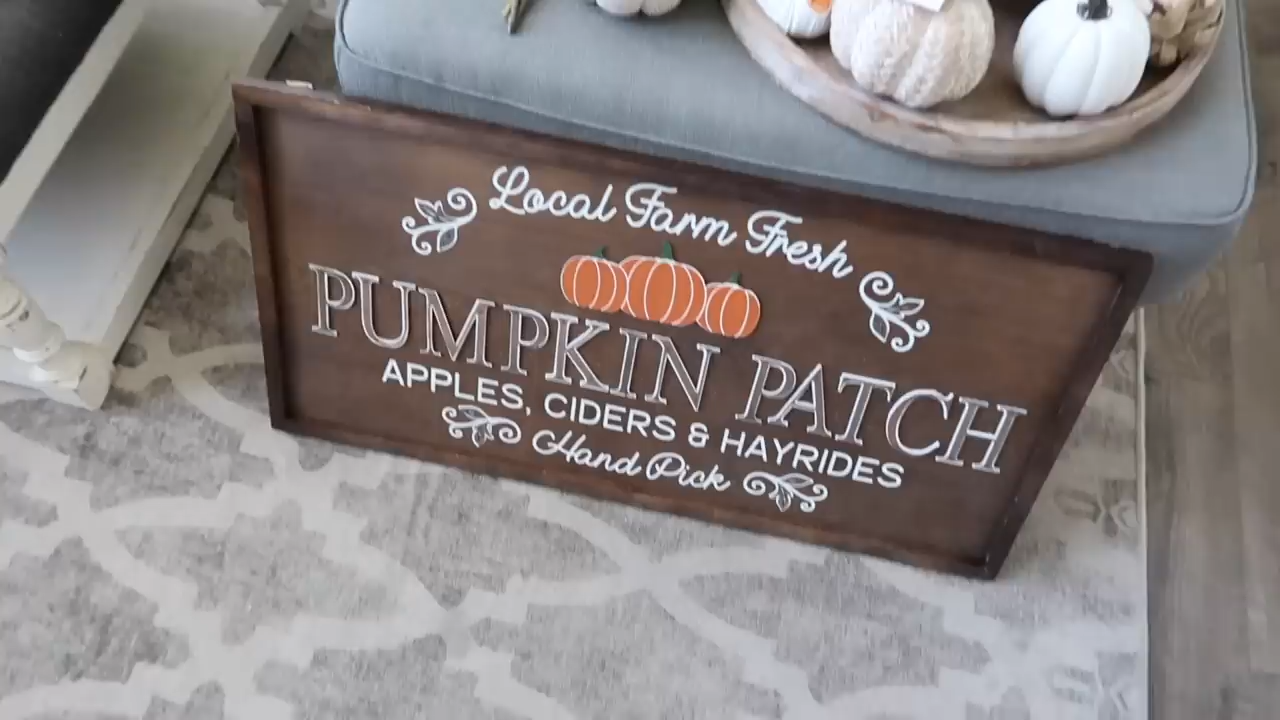 Local Farm Fresh
PUMPKIN PATCH
APPLES, CIDERS & HAYRIDES
Hand Pick